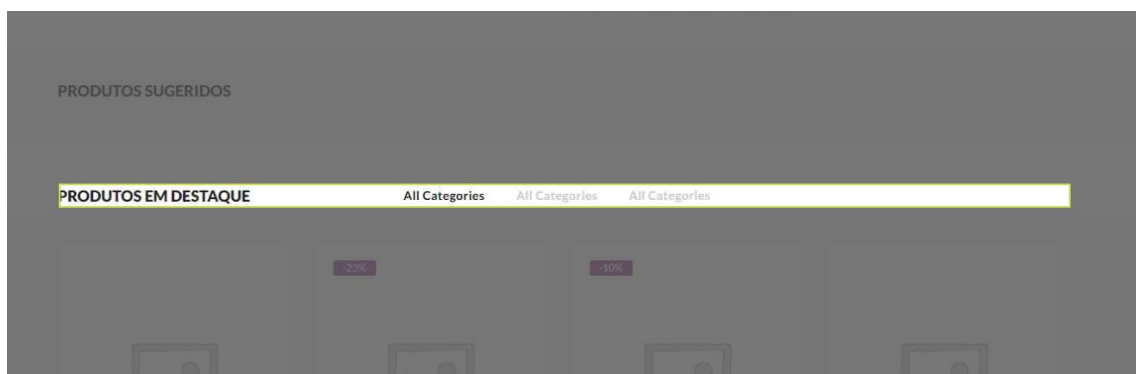 PRODUTOS SUGERIDOS
PRODUTOS EM DESTAQUE All Categories All Categories All Categories
-23% -10%